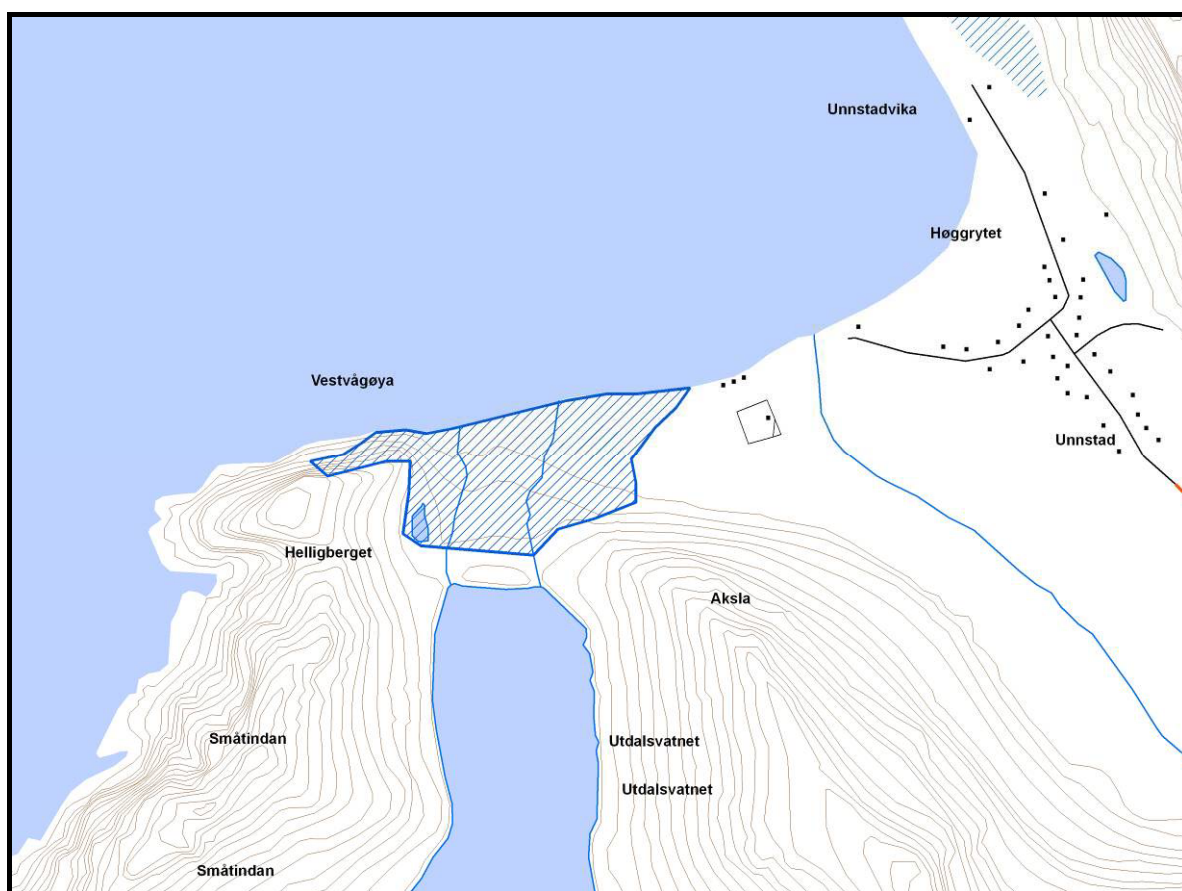 Unnstadvika
Høggrytet
Vestvågøya
Unnstad
Helligberget
Aksla
Småtindan
Utdalsvatnet
Utdalsvatnet
Småtindan